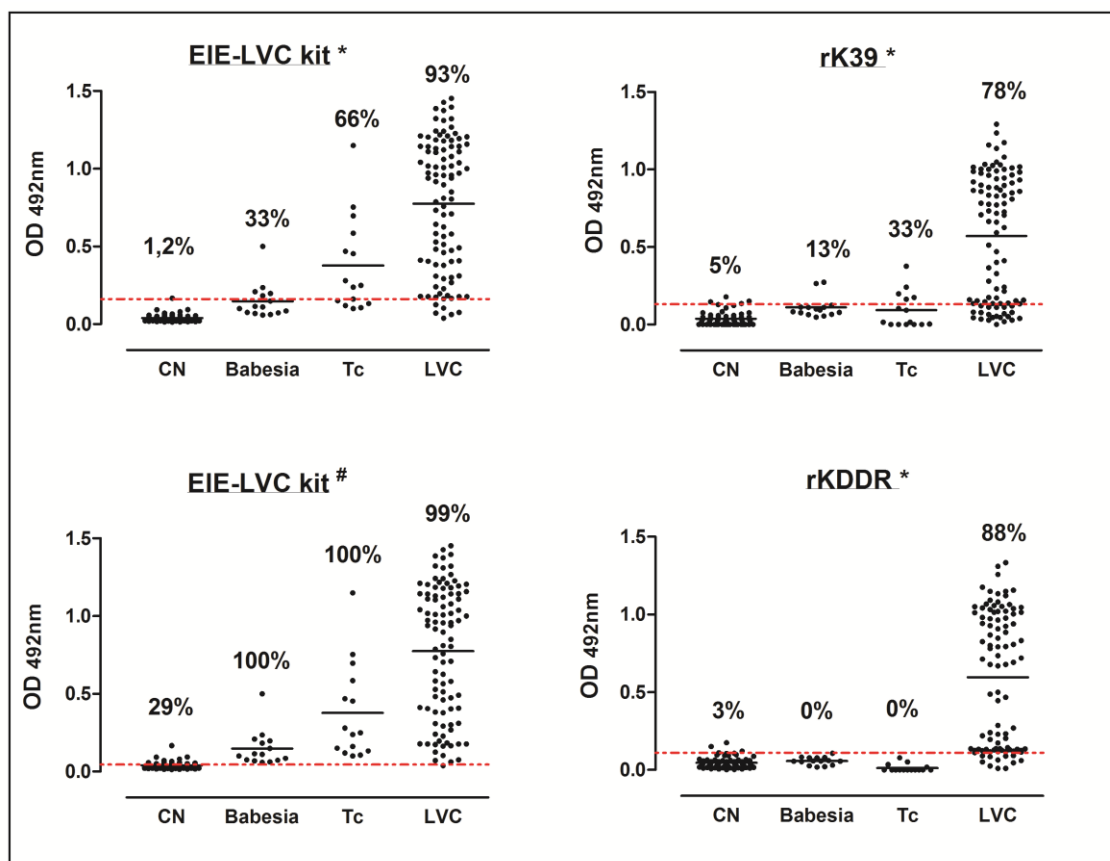 EIE-LVC kit *
93%
66%
33%
1,2%
OD 492nm
1.5
1.0
0.5
0.0
CN Babesia Tc LVC
rK39 *
78%
33%
13%
5%
OD 492nm
1.5
1.0
0.5
0.0
CN Babesia Tc LVC
EIE-LVC kit #
99%
100%
100%
29%
OD 492nm
1.5
1.0
0.5
0.0
CN Babesia Tc LVC
rKDDR *
88%
3% 0% 0%
OD 492nm
1.5
1.0
0.5
0.0
CN Babesia Tc LVC